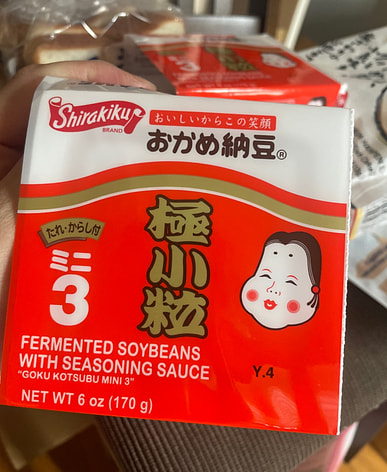 Shirakiku
BRAND
おいしいからこの笑顔
おかめ納豆®
たれ・からし付
ミニ
3
極小粒
FERMENTED SOYBEANS
WITH SEASONING SAUCE
"GOKU KOTSUBU MINI 3"
NET WT 6 oz (170 g)
Y.4